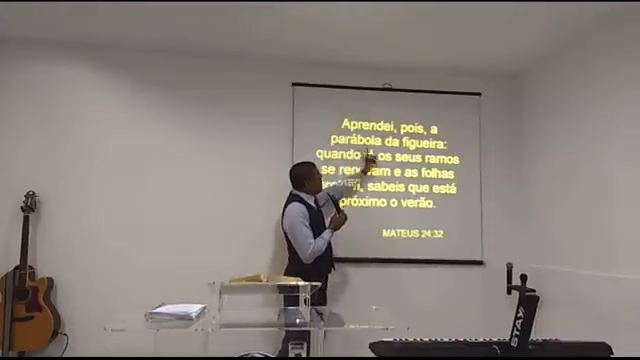 Aprendei, pois, a
parábola da figueira:
quando os seus ramos
se e as folhas
sabeis que está
próximo o verão.
MATEUS 24:32
STAY